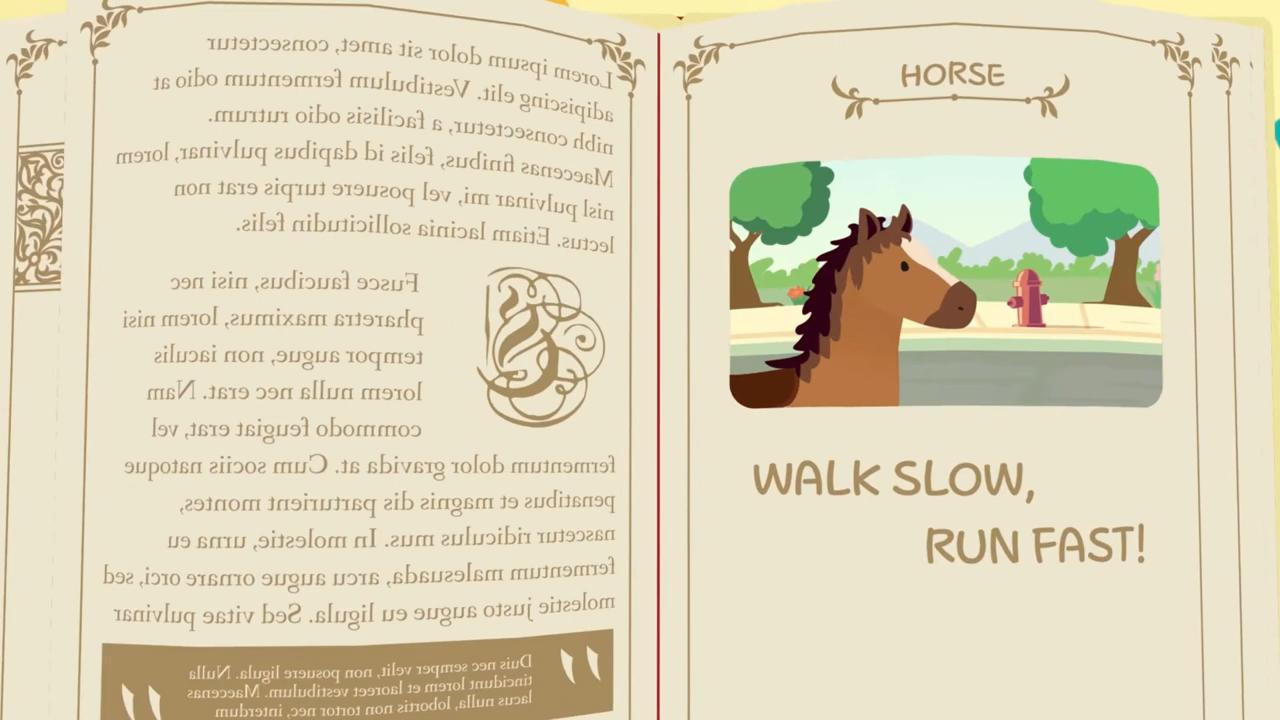 Lorem ipsum dolor sit amet, consectetur
adipiscing elit. Vestibulum fermentum odio at
nibh consectetur, a facilisis odio rutrum.
Maecenas finibus, felis id dapibus pulvinar, lorem
nisl pulvinar mi, vel posuere turpis erat non
lectus. Etiam lacinia sollicitudin felis.
Fusce faucibus, nisi nec
pharetra maximus, lorem nisi
tempor augue, non iaculis
lorem nulla nec erat. Nam
commodo feugiat erat, vel
fermentum dolor gravida at. Cum sociis natoque
penatibus et magnis dis parturient montes,
nascetur ridiculus mus. In molestie, urna eu
fermentum malesuada, arcu augue ornare orci, sed
molestie justo augue eu ligula. Sed vitae pulvinar
Duis nec semper velit, non posuere ligula. Nulla
tincidunt lorem et laoreet vestibulum. Maecenas
lacus nulla, lobortis non tortor nec, interdum
HORSE
WALK SLOW,
RUN FAST!